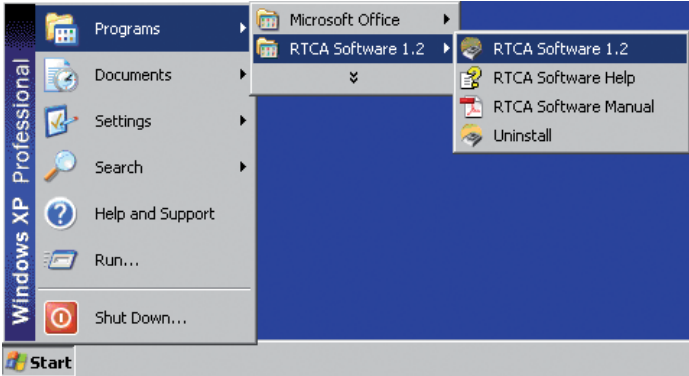 Windows XP Professional
Programs
Documents
Settings
Search
Help and Support
Run...
Shut Down...
Microsoft Office
RTCA Software 1.2
RTCA Software 1.2
RTCA Software Help
RTCA Software Manual
Uninstall
Start